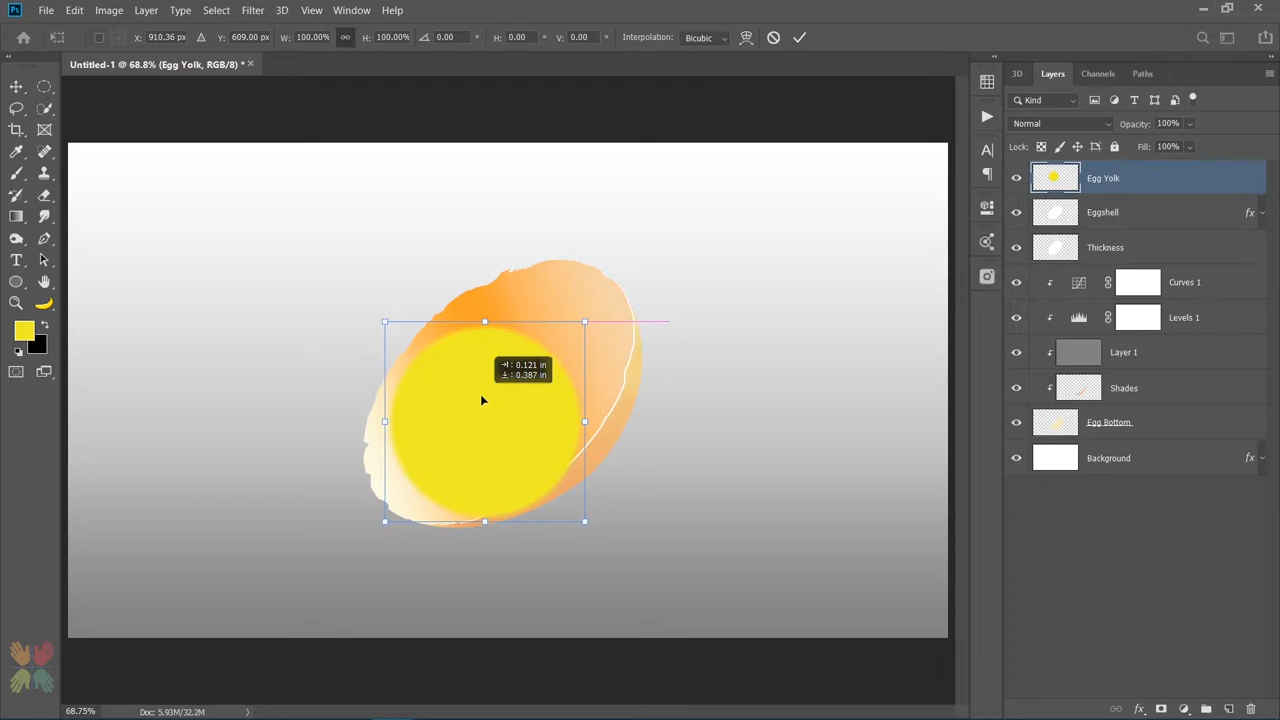 Ps File Edit Image Layer Type Select Filter 3D View Window Help
X: 910.36 px Y: 609.00 px W: 100.00% H: 100.00% 0.00 ° H: 0.00 ° V: 0.00 ° Interpolation: Bicubic
Untitled-1 @ 68.8% (Egg Yolk, RGB/8) * ×
3D Layers Channels Paths
Kind
Normal Opacity: 100%
Lock: Fill: 100%
Egg Yolk
Eggshell fx
Thickness
Curves 1
Levels 1
Layer 1
Shades
Egg Bottom
Background fx
: 0.121 in
: 0.387 in
68.75% Doc: 5.93M/32.2M